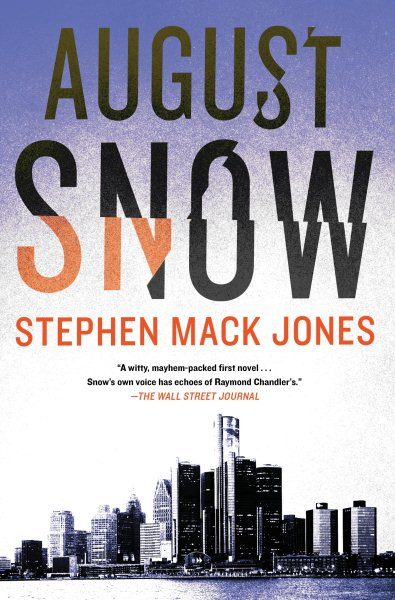 AUGUST
SNOW
STEPHEN MACK JONES
“A witty, mayhem-packed first novel . . .
Snow’s own voice has echoes of Raymond Chandler’s.”
—THE WALL STREET JOURNAL